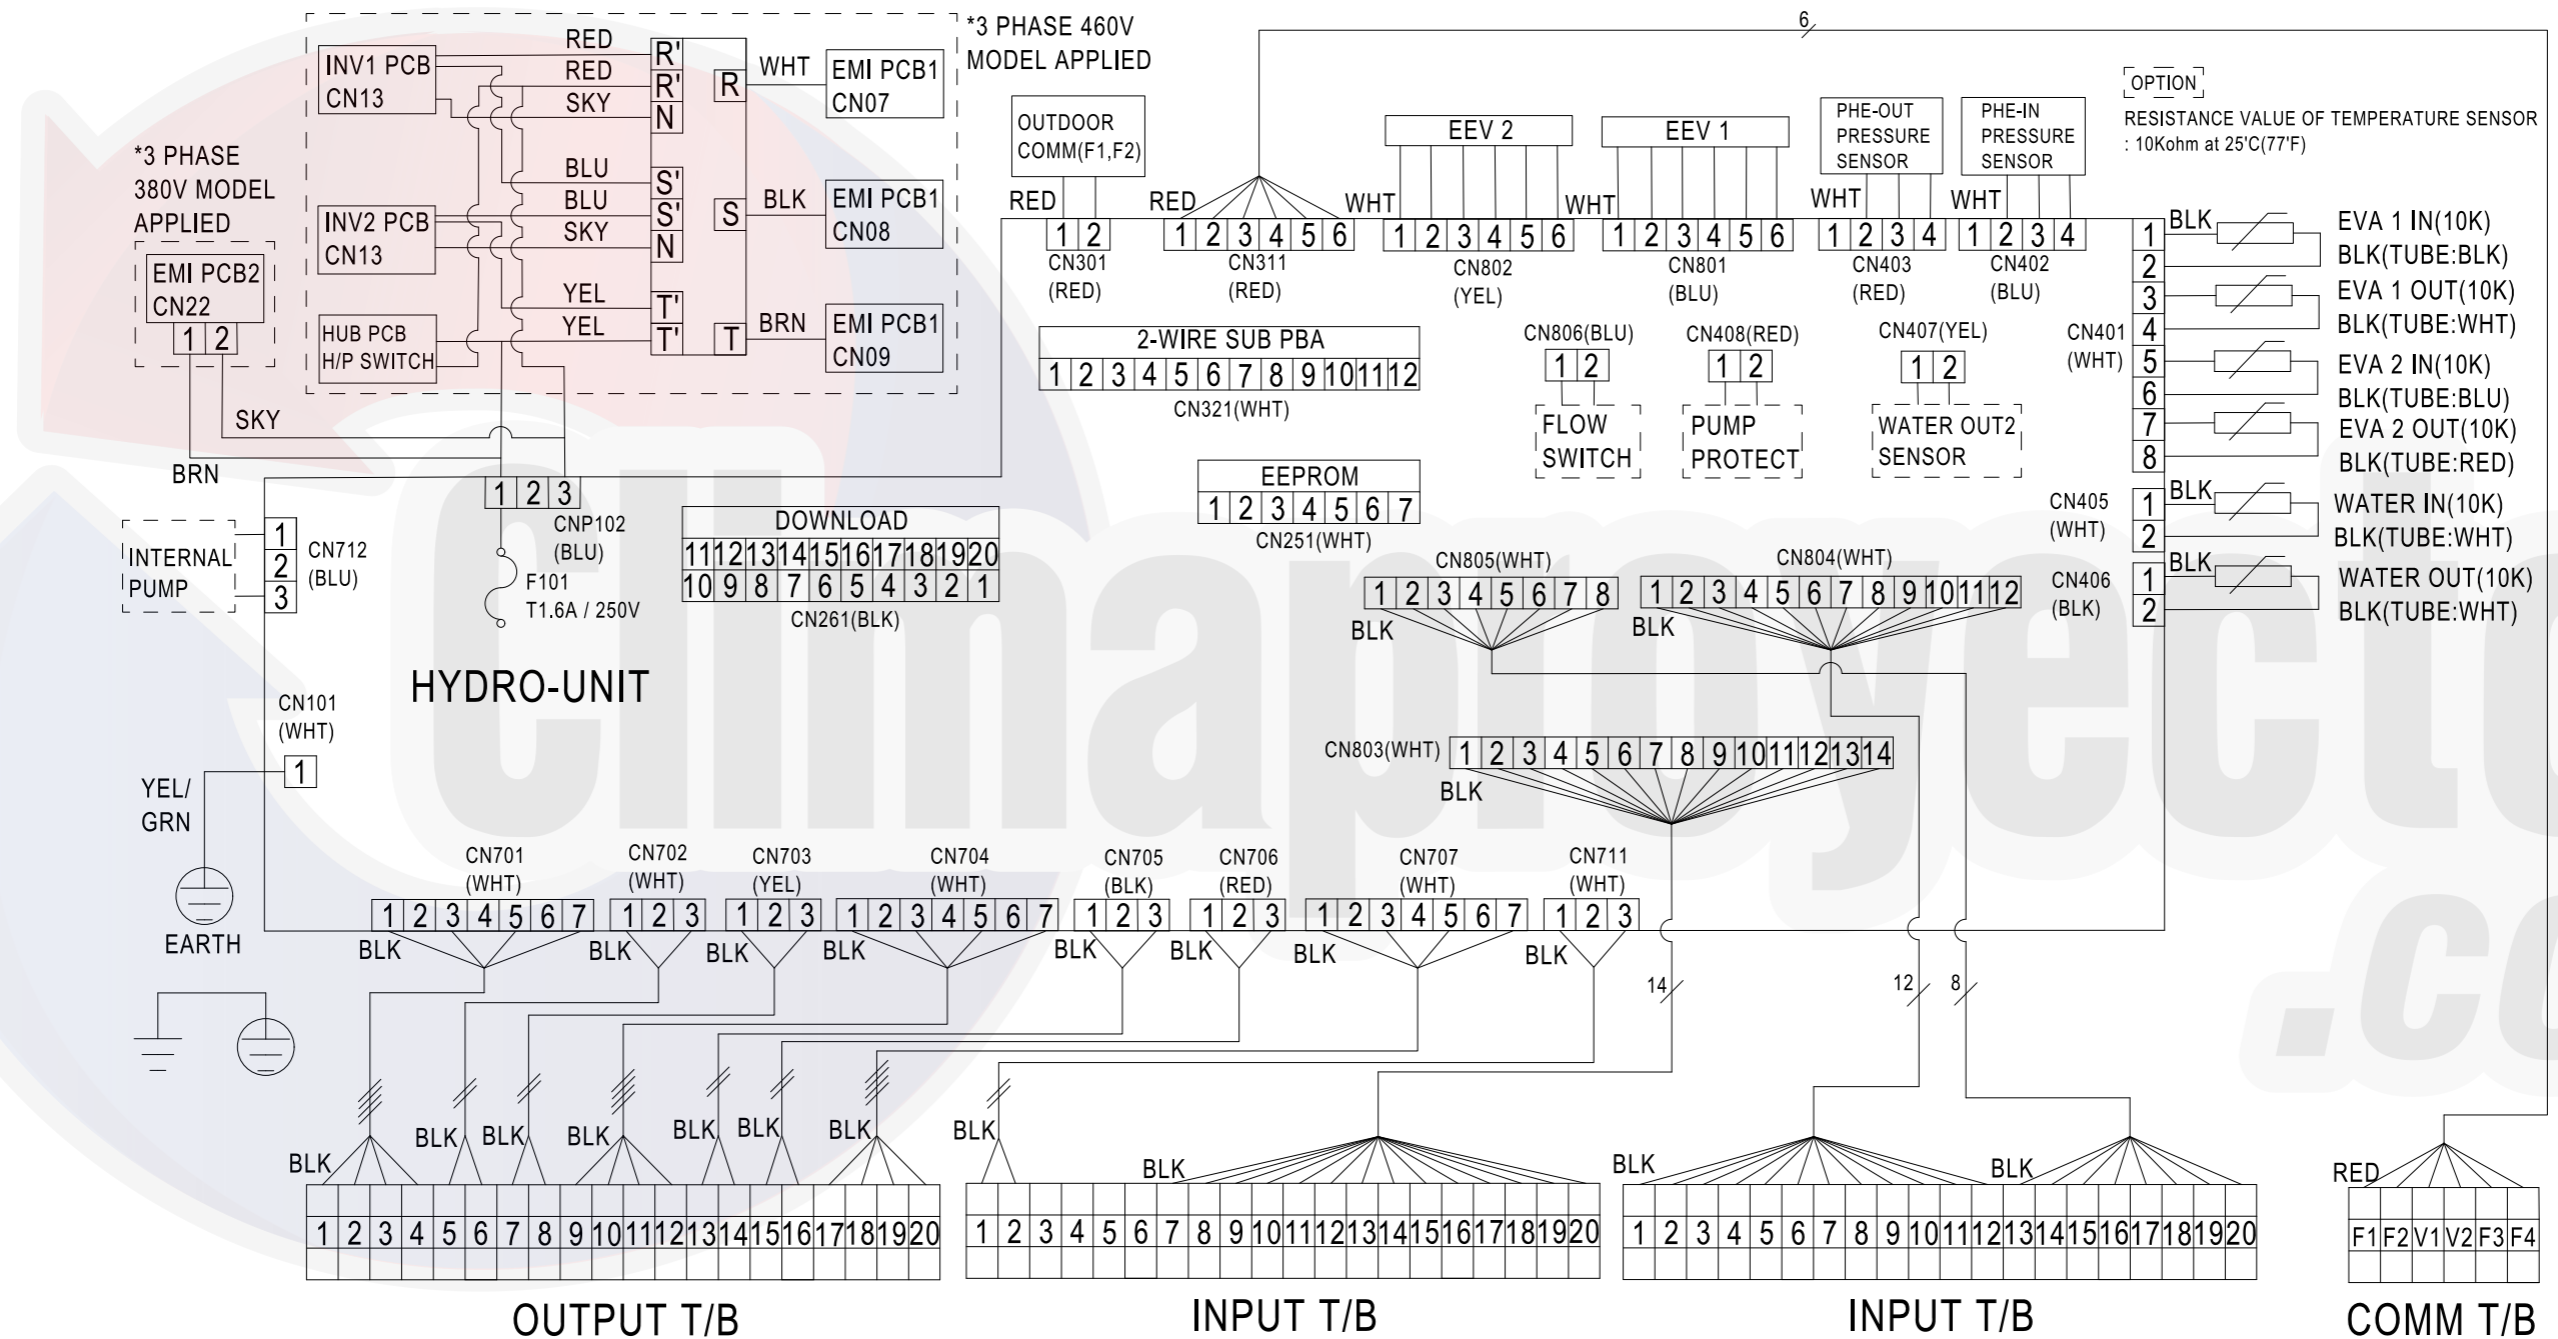 *3 PHASE 460V
MODEL APPLIED
INV1 PCB
CN13
RED
RED
SKY
R'
R'
N
R
WHT
EMI PCB1
CN07
INV2 PCB
CN13
BLU
BLU
SKY
S'
S'
N
S
BLK
EMI PCB1
CN08
HUB PCB
H/P SWITCH
YEL
YEL
T'
T'
T
BRN
EMI PCB1
CN09
*3 PHASE
380V MODEL
APPLIED
EMI PCB2
CN22
1 2
SKY
BRN
6
OUTDOOR
COMM(F1,F2)
RED
1 2
CN301
(RED)
RED
1 2 3 4 5 6
CN311
(RED)
EEV 2
WHT
1 2 3 4 5 6
CN802
(YEL)
EEV 1
WHT
1 2 3 4 5 6
CN801
(BLU)
PHE-OUT
PRESSURE
SENSOR
WHT
1 2 3 4
CN403
(RED)
PHE-IN
PRESSURE
SENSOR
WHT
1 2 3 4
CN402
(BLU)
OPTION
RESISTANCE VALUE OF TEMPERATURE SENSOR
: 10Kohm at 25'C(77'F)
2-WIRE SUB PBA
1 2 3 4 5 6 7 8 9 10 11 12
CN321(WHT)
CN806(BLU)
1 2
FLOW
SWITCH
CN408(RED)
1 2
PUMP
PROTECT
CN407(YEL)
1 2
WATER OUT2
SENSOR
CN401
(WHT)
1
2
3
4
5
6
7
8
BLK
EVA 1 IN(10K)
BLK(TUBE:BLK)
EVA 1 OUT(10K)
BLK(TUBE:WHT)
EVA 2 IN(10K)
BLK(TUBE:BLU)
EVA 2 OUT(10K)
BLK(TUBE:RED)
CN405
(WHT)
1
2
BLK
WATER IN(10K)
BLK(TUBE:WHT)
CN406
(BLK)
1
2
BLK
WATER OUT(10K)
BLK(TUBE:WHT)
EEPROM
1 2 3 4 5 6 7
CN251(WHT)
1 2 3
CNP102
(BLU)
F101
T1.6A / 250V
DOWNLOAD
11 12 13 14 15 16 17 18 19 20
10 9 8 7 6 5 4 3 2 1
CN261(BLK)
INTERNAL
PUMP
1
2
3
CN712
(BLU)
HYDRO-UNIT
CN805(WHT)
1 2 3 4 5 6 7 8
BLK
CN804(WHT)
1 2 3 4 5 6 7 8 9 10 11 12
BLK
CN803(WHT)
1 2 3 4 5 6 7 8 9 10 11 12 13 14
BLK
CN101
(WHT)
1
YEL/
GRN
EARTH
CN701
(WHT)
1 2 3 4 5 6 7
BLK
CN702
(WHT)
1 2 3
BLK
CN703
(YEL)
1 2 3
BLK
CN704
(WHT)
1 2 3 4 5 6 7
BLK
CN705
(BLK)
1 2 3
BLK
CN706
(RED)
1 2 3
BLK
CN707
(WHT)
1 2 3 4 5 6 7
BLK
CN711
(WHT)
1 2 3
BLK
14
12
8
BLK
BLK
BLK
BLK
BLK
BLK
BLK
1 2 3 4 5 6 7 8 9 10 11 12 13 14 15 16 17 18 19 20
OUTPUT T/B
BLK
BLK
1 2 3 4 5 6 7 8 9 10 11 12 13 14 15 16 17 18 19 20
INPUT T/B
BLK
BLK
1 2 3 4 5 6 7 8 9 10 11 12 13 14 15 16 17 18 19 20
INPUT T/B
RED
F1 F2 V1 V2 F3 F4
COMM T/B